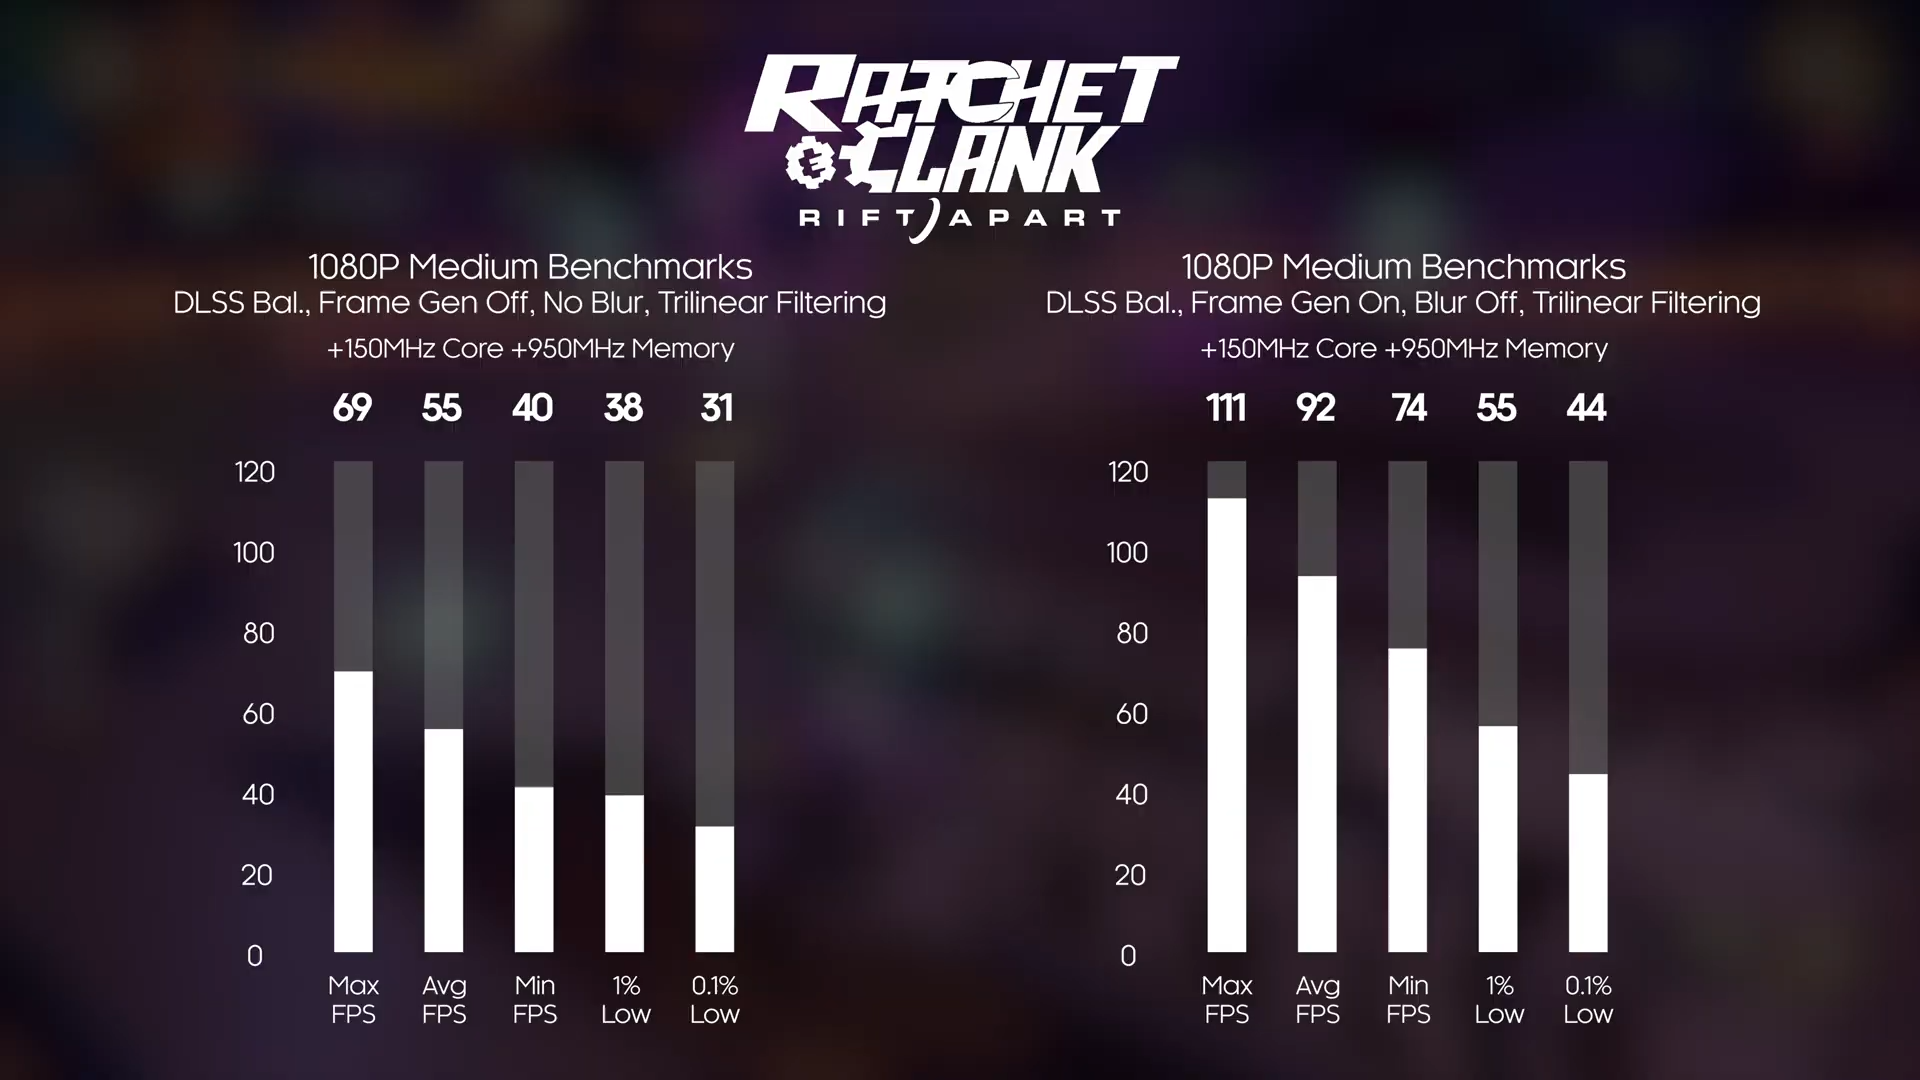 RATCHET
& CLANK
RIFT APART
1080P Medium Benchmarks
DLSS Bal., Frame Gen Off, No Blur, Trilinear Filtering
+150MHz Core +950MHz Memory
69 55 40 38 31
120
100
80
60
40
20
0
Max FPS
Avg FPS
Min FPS
1% Low
0.1% Low
1080P Medium Benchmarks
DLSS Bal., Frame Gen On, Blur Off, Trilinear Filtering
+150MHz Core +950MHz Memory
111 92 74 55 44
120
100
80
60
40
20
0
Max FPS
Avg FPS
Min FPS
1% Low
0.1% Low